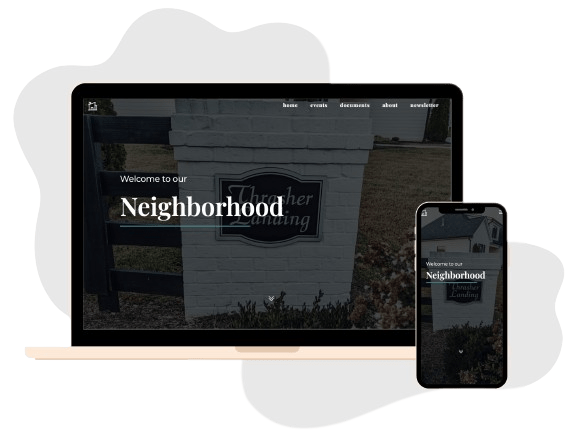 home events documents about newsletter
Welcome to our
Neighborhood
Thrasher
Landing
Welcome to our
Neighborhood
Thrasher
Landing